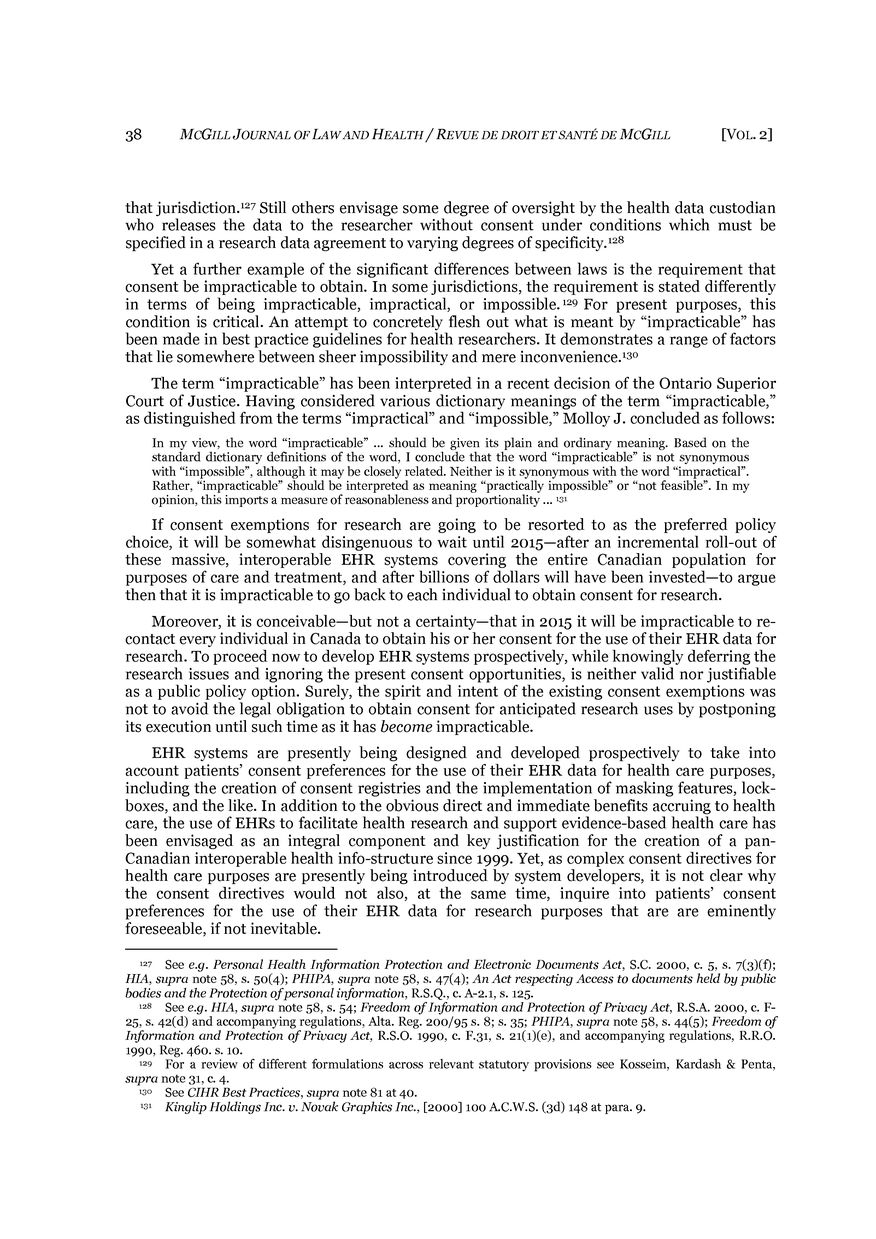 38 MCGILL JOURNAL OF LAW AND HEALTH / REVUE DE DROIT ET SANTÉ DE MCGILL [VOL. 2]
that jurisdiction.127 Still others envisage some degree of oversight by the health data custodian
who releases the data to the researcher without consent under conditions which must be
specified in a research data agreement to varying degrees of specificity.128
Yet a further example of the significant differences between laws is the requirement that
consent be impracticable to obtain. In some jurisdictions, the requirement is stated differently
in terms of being impracticable, impractical, or impossible.129 For present purposes, this
condition is critical. An attempt to concretely flesh out what is meant by “impracticable” has
been made in best practice guidelines for health researchers. It demonstrates a range of factors
that lie somewhere between sheer impossibility and mere inconvenience.130
The term “impracticable” has been interpreted in a recent decision of the Ontario Superior
Court of Justice. Having considered various dictionary meanings of the term “impracticable,”
as distinguished from the terms “impractical” and “impossible,” Molloy J. concluded as follows:
In my view, the word “impracticable” ... should be given its plain and ordinary meaning. Based on the
standard dictionary definitions of the word, I conclude that the word “impracticable” is not synonymous
with “impossible”, although it may be closely related. Neither is it synonymous with the word “impractical”.
Rather, “impracticable” should be interpreted as meaning “practically impossible” or “not feasible”. In my
opinion, this imports a measure of reasonableness and proportionality ... 131
If consent exemptions for research are going to be resorted to as the preferred policy
choice, it will be somewhat disingenuous to wait until 2015—after an incremental roll-out of
these massive, interoperable EHR systems covering the entire Canadian population for
purposes of care and treatment, and after billions of dollars will have been invested—to argue
then that it is impracticable to go back to each individual to obtain consent for research.
Moreover, it is conceivable—but not a certainty—that in 2015 it will be impracticable to re-
contact every individual in Canada to obtain his or her consent for the use of their EHR data for
research. To proceed now to develop EHR systems prospectively, while knowingly deferring the
research issues and ignoring the present consent opportunities, is neither valid nor justifiable
as a public policy option. Surely, the spirit and intent of the existing consent exemptions was
not to avoid the legal obligation to obtain consent for anticipated research uses by postponing
its execution until such time as it has become impracticable.
EHR systems are presently being designed and developed prospectively to take into
account patients’ consent preferences for the use of their EHR data for health care purposes,
including the creation of consent registries and the implementation of masking features, lock-
boxes, and the like. In addition to the obvious direct and immediate benefits accruing to health
care, the use of EHRs to facilitate health research and support evidence-based health care has
been envisaged as an integral component and key justification for the creation of a pan-
Canadian interoperable health info-structure since 1999. Yet, as complex consent directives for
health care purposes are presently being introduced by system developers, it is not clear why
the consent directives would not also, at the same time, inquire into patients’ consent
preferences for the use of their EHR data for research purposes that are are eminently
foreseeable, if not inevitable.
127 See e.g. Personal Health Information Protection and Electronic Documents Act, S.C. 2000, c. 5, s. 7(3)(f);
HIA, supra note 58, s. 50(4); PHIPA, supra note 58, s. 47(4); An Act respecting Access to documents held by public
bodies and the Protection of personal information, R.S.Q., c. A-2.1, s. 125.
128 See e.g. HIA, supra note 58, s. 54; Freedom of Information and Protection of Privacy Act, R.S.A. 2000, c. F-
25, s. 42(d) and accompanying regulations, Alta. Reg. 200/95 s. 8; s. 35; PHIPA, supra note 58, s. 44(5); Freedom of
Information and Protection of Privacy Act, R.S.O. 1990, c. F.31, s. 21(1)(e), and accompanying regulations, R.R.O.
1990, Reg. 460. s. 10.
129 For a review of different formulations across relevant statutory provisions see Kosseim, Kardash & Penta,
supra note 31, c. 4.
130 See CIHR Best Practices, supra note 81 at 40.
131 Kinglip Holdings Inc. v. Novak Graphics Inc., [2000] 100 A.C.W.S. (3d) 148 at para. 9.